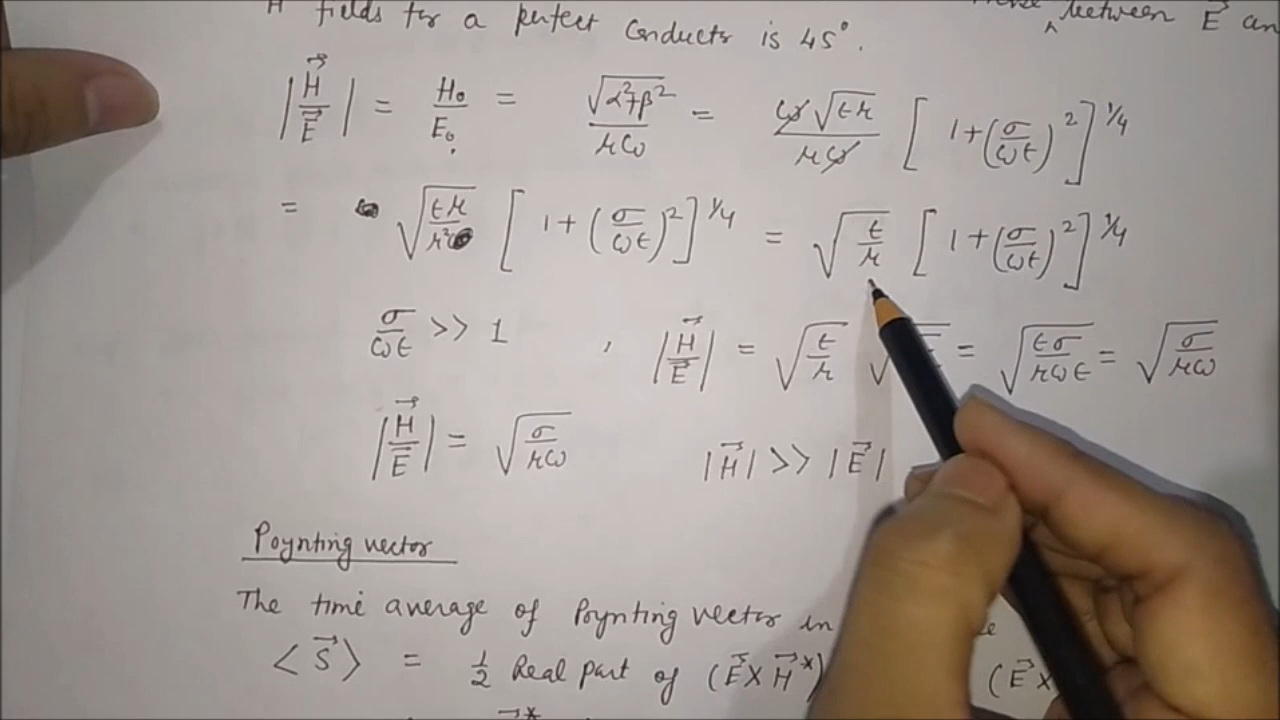 H fields for a perfect conducts is 45°. between E⃗ an
|H⃗/E⃗| = H₀/E₀ = √(α²+β²)/μω = ω√(εμ)/μω [1+(σ/ωε)²]^¼
= √(εμ/μ²) [1+(σ/ωε)²]^¼ = √(ε/μ) [1+(σ/ωε)²]^¼
σ/ωε >> 1 , |H⃗/E⃗| = √(ε/μ) √ = √(εσ/μωε) = √(σ/μω)
|H⃗/E⃗| = √(σ/μω) |H⃗| >> |E⃗|
Poynting vector
The time average of Poynting vector in
<S⃗> = ½ Real part of (E⃗XH⃗*) (E⃗X